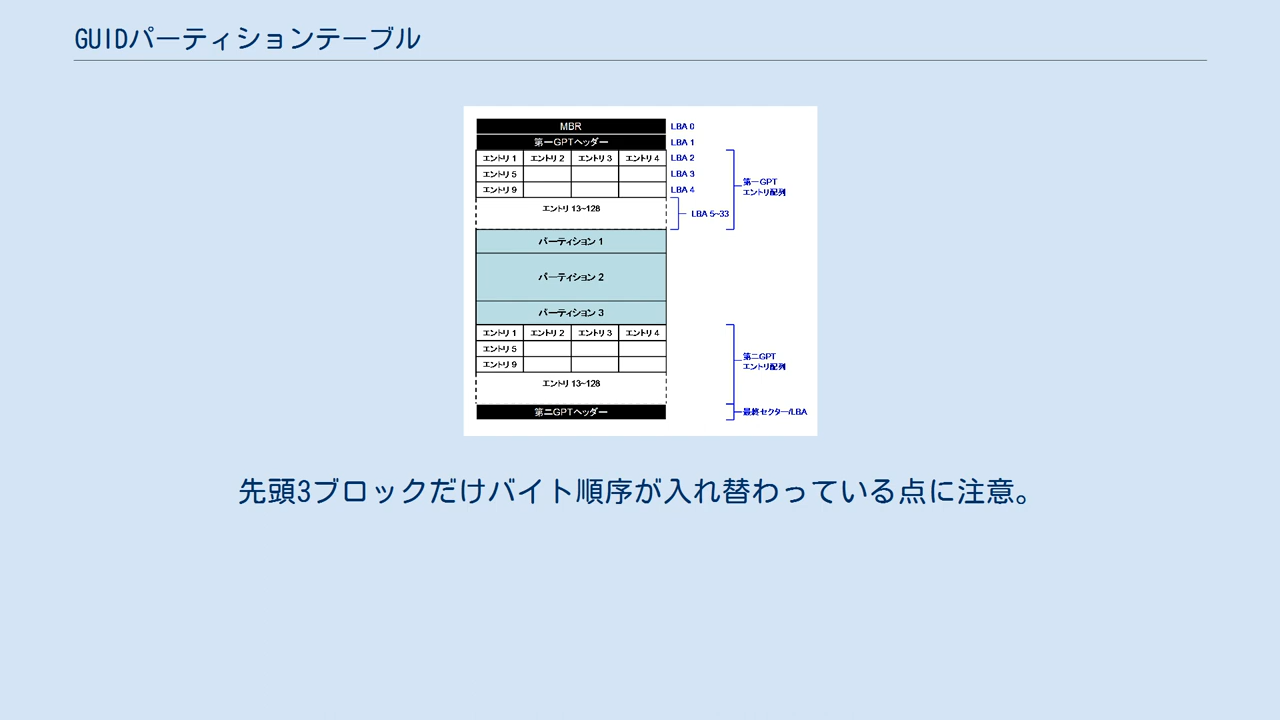 GUIDパーティションテーブル
MBR LBA 0
第一GPTヘッダー LBA 1
エントリ 1 エントリ 2 エントリ 3 エントリ 4 LBA 2
エントリ 5 LBA 3
エントリ 9 LBA 4
第一GPT
エントリ配列
エントリ 13~128 LBA 5~33
パーティション 1
パーティション 2
パーティション 3
エントリ 1 エントリ 2 エントリ 3 エントリ 4
エントリ 5
エントリ 9
第二GPT
エントリ配列
エントリ 13~128
第二GPTヘッダー 最終セクター/LBA
先頭3ブロックだけバイト順序が入れ替わっている点に注意。